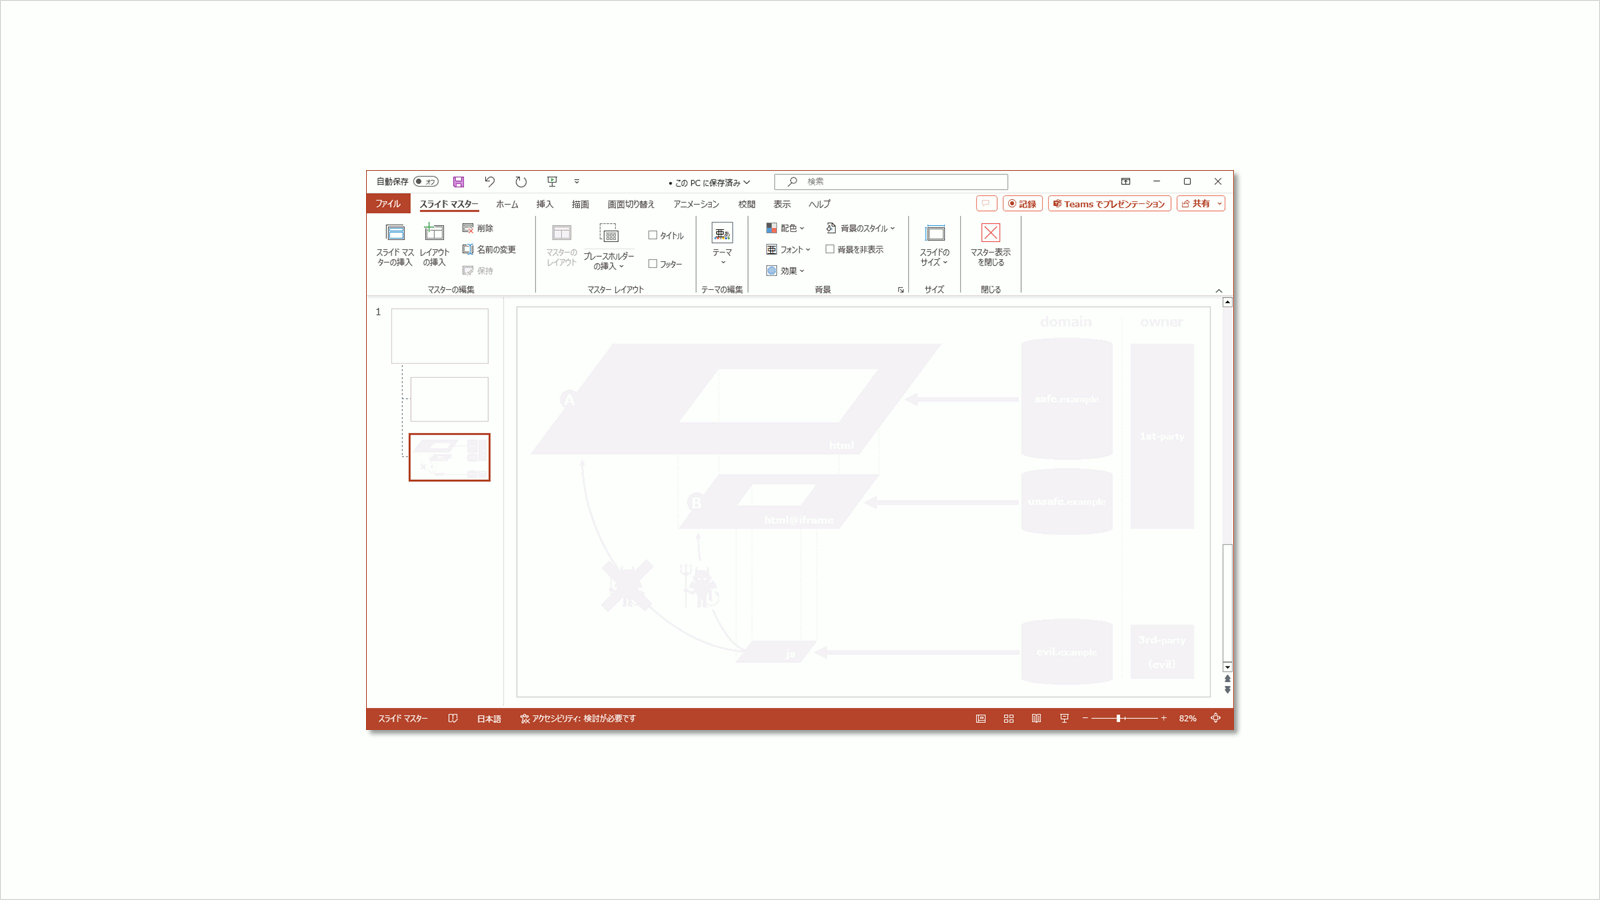 自動保存 オフ
• この PC に保存済み
検索
ファイル スライド マスター ホーム 挿入 描画 画面切り替え アニメーション 校閲 表示 ヘルプ
記録 Teams でプレゼンテーション 共有
スライド マス
ターの挿入
レイアウト
の挿入
削除
名前の変更
保持
マスターの編集
マスターの
レイアウト
プレースホルダー
の挿入
タイトル
フッター
マスター レイアウト
亜あ
テーマ
テーマの編集
配色
フォント
効果
背景のスタイル
背景を非表示
背景
スライドの
サイズ
サイズ
マスター表示
を閉じる
閉じる
1
domain owner
A
safe.example
1st-party
html
B
unsafe.example
html@iframe
js
evil.example
3rd-party
(evil)
スライド マスター 日本語 アクセシビリティ: 検討が必要です 82%